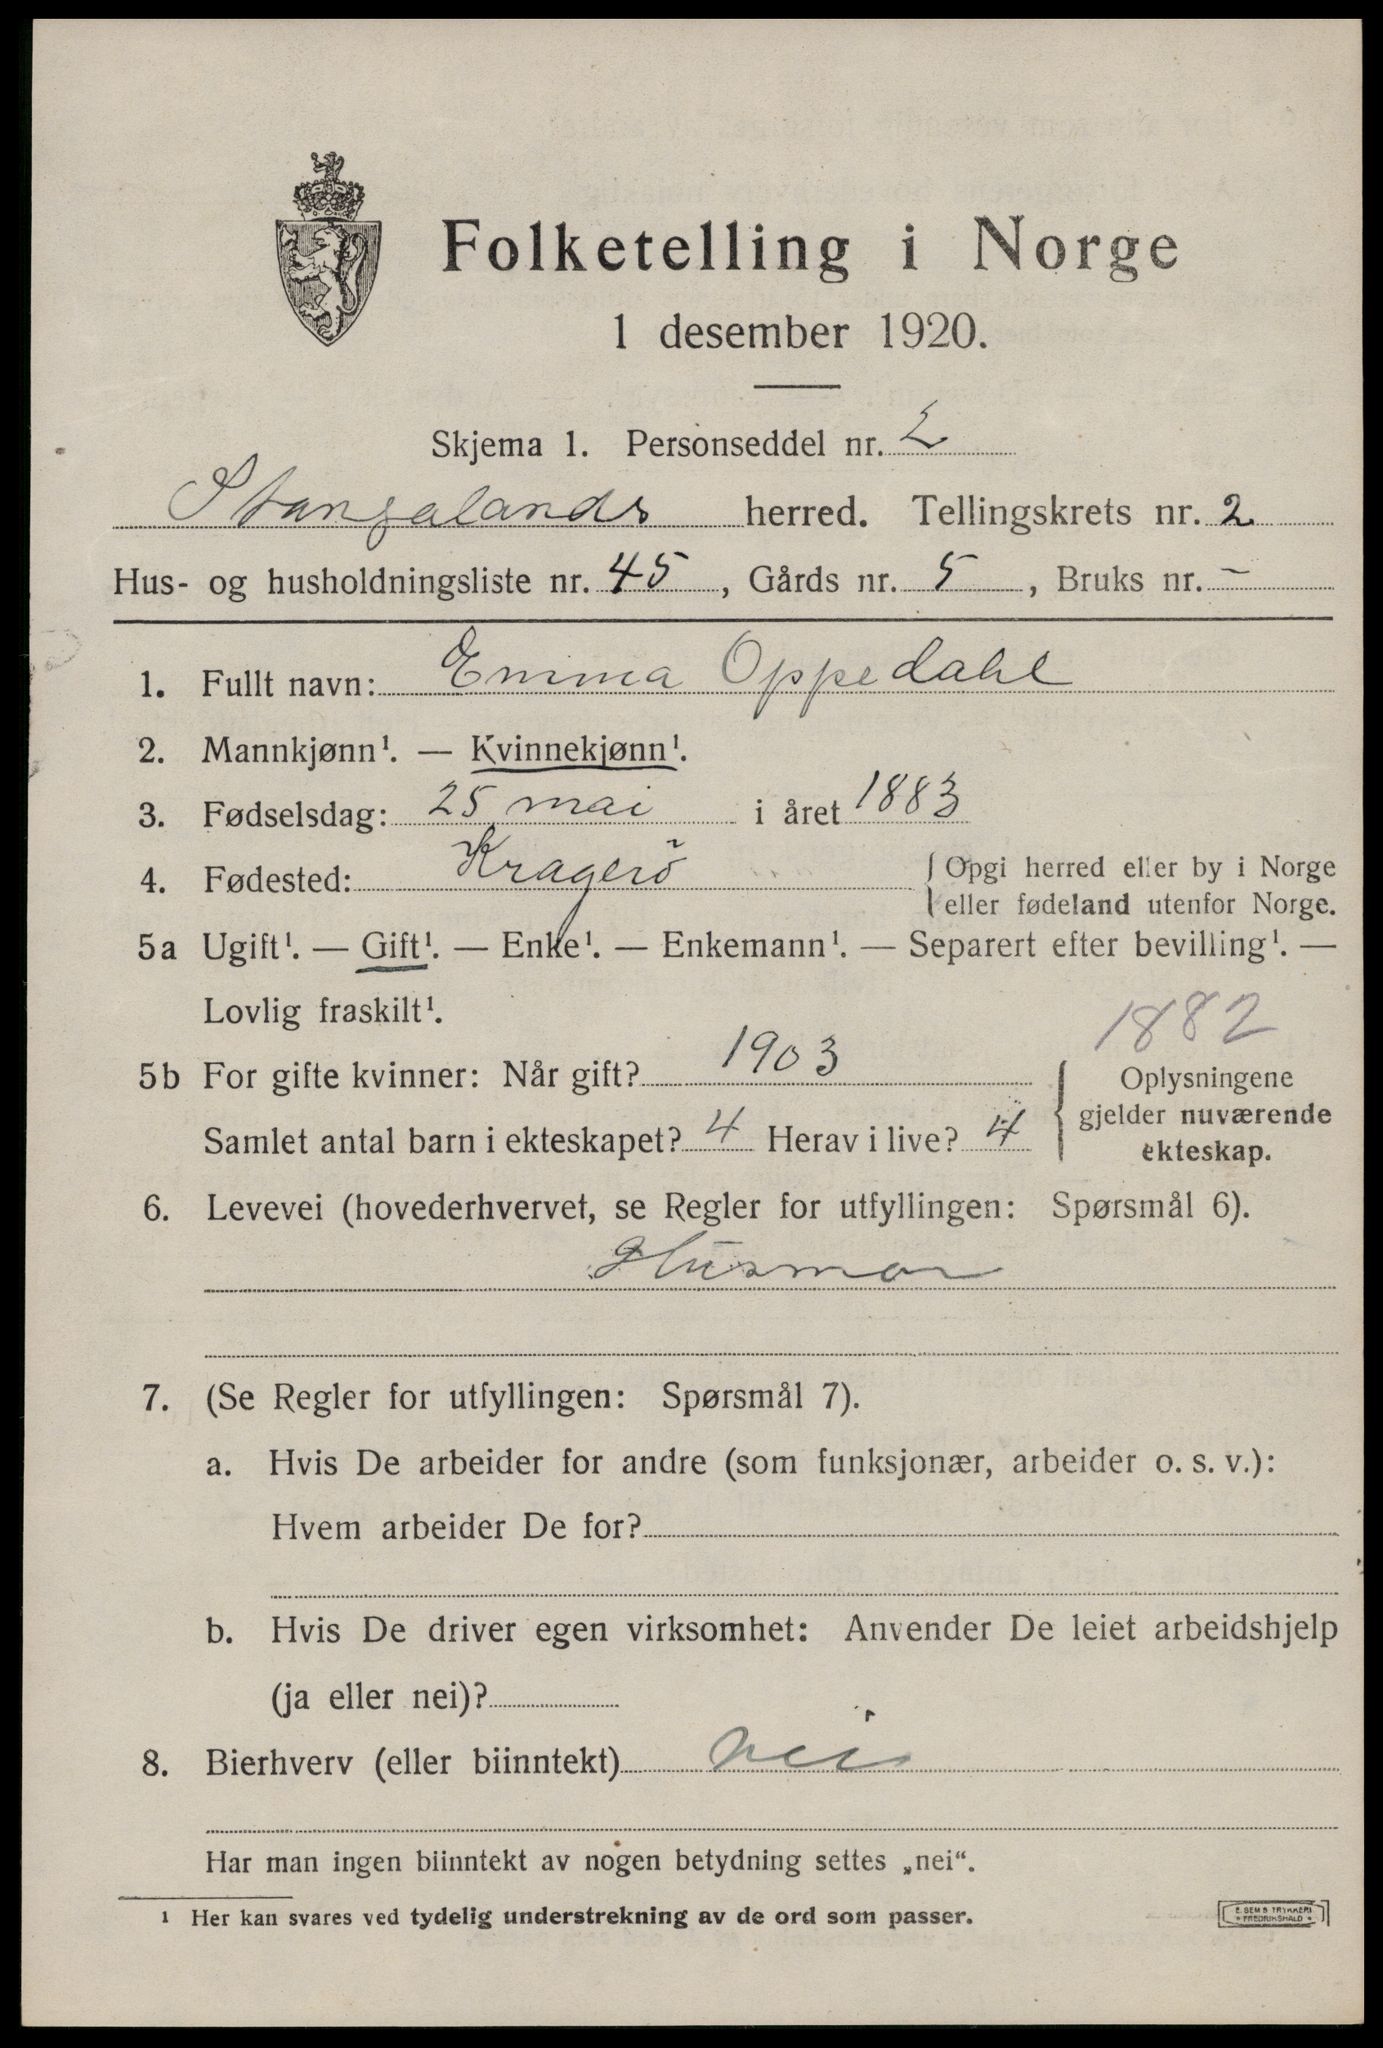 Folketelling i Norge
1 desember 1920.
Skjema 1. Personseddel nr. 2
Stangalands herred. Tellingskrets nr. 2
Hus- og husholdningsliste nr. 45, Gårds nr. 5, Bruks nr. -
1. Fullt navn: Emma Oppedahl
2. Mannkjønn¹. — Kvinnekjønn¹.
3. Fødselsdag: 25 mai i året 1883
4. Fødested: Kragerö { Opgi herred eller by i Norge
eller fødeland utenfor Norge.
5a Ugift¹. — Gift¹. — Enke¹. — Enkemann¹. — Separert efter bevilling¹. —
Lovlig fraskilt¹.
1882
5b For gifte kvinner: Når gift? 1903
Samlet antal barn i ekteskapet? 4 Herav i live? 4
{ Oplysningene
gjelder nuværende
ekteskap.
6. Levevei (hovederhvervet, se Regler for utfyllingen: Spørsmål 6).
Husmor
7. (Se Regler for utfyllingen: Spørsmål 7).
a. Hvis De arbeider for andre (som funksjonær, arbeider o. s. v.):
Hvem arbeider De for?
b. Hvis De driver egen virksomhet: Anvender De leiet arbeidshjelp
(ja eller nei)?
8. Bierhverv (eller biinntekt) nei
Har man ingen biinntekt av nogen betydning settes „nei“.
¹ Her kan svares ved tydelig understrekning av de ord som passer.
E. SEMS TRYKKERI
* FREDRIKSHALD *